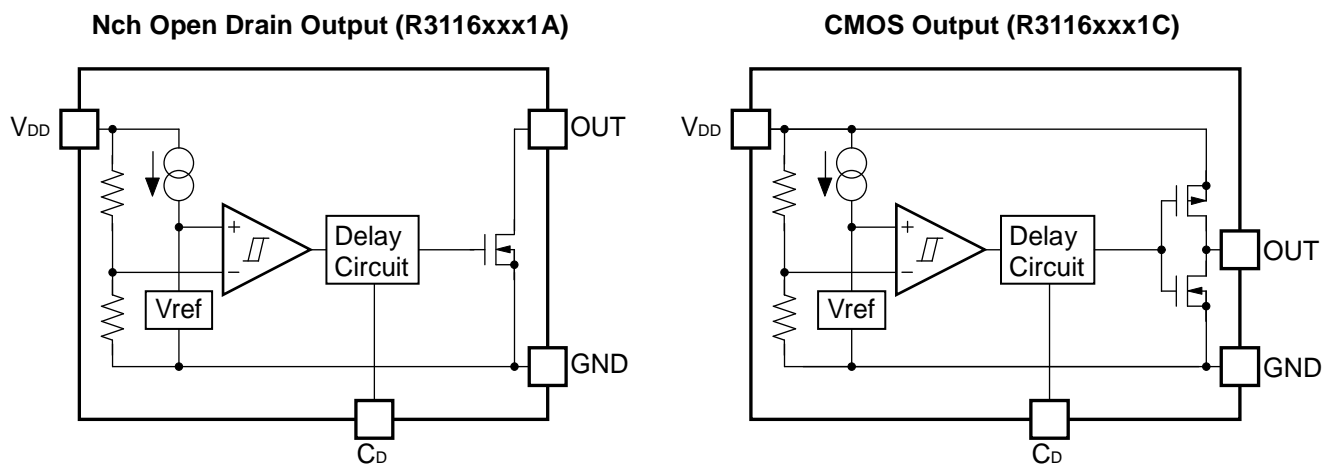 Nch Open Drain Output (R3116xxx1A)
VDD
OUT
+
−
Delay
Circuit
Vref
GND
CD
CMOS Output (R3116xxx1C)
VDD
+
−
Delay
Circuit
OUT
Vref
GND
CD